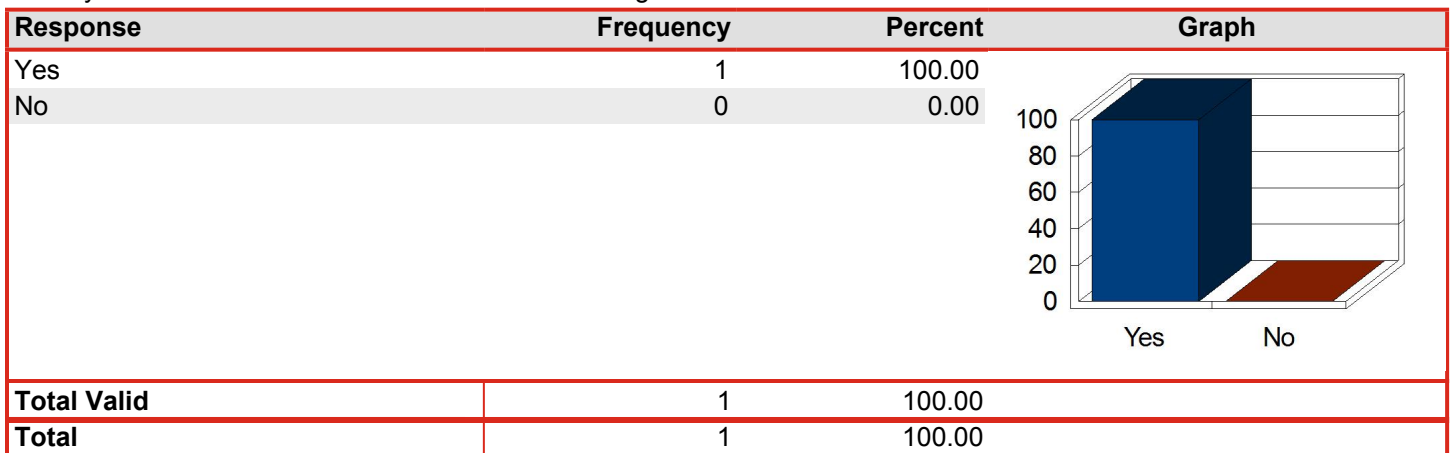 Response Frequency Percent Graph
Yes 1 100.00
No 0 0.00
100
80
60
40
20
0
Yes No
Total Valid 1 100.00
Total 1 100.00